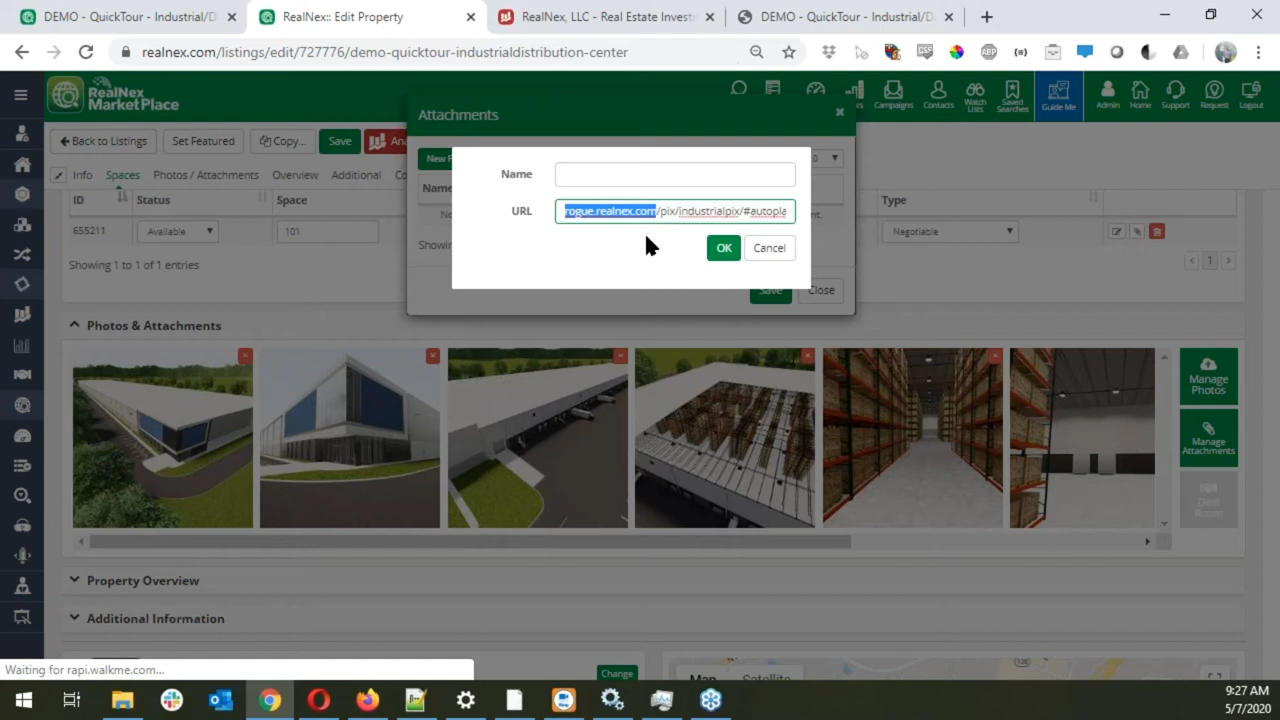 DEMO - QuickTour - Industrial/D
RealNex:: Edit Property
RealNex, LLC - Real Estate Invest
DEMO - QuickTour - Industrial/D
realnex.com/listings/edit/727776/demo-quicktour-industrialdistribution-center
RealNex
MarketPlace
Campaigns
Contacts
Watch Lists
Saved Searches
Guide Me
Admin
Home
Support
Request
Logout
Attachments
Back to Listings
Set Featured
Copy...
Save
New
Name
Info
Spaces
Photos / Attachments
Overview
Additional
Name
URL
rogue.realnex.com/pix/industrialpix/#autopla
OK
Cancel
ID
Status
Space
Type
655211
Available
101
Negotiable
Showing 1 to 1 of 1 entries
1
Save
Close
Photos & Attachments
Manage Photos
Manage Attachments
Deal Room
Property Overview
Additional Information
Waiting for rapi.walkme.com...
Change
Map
Satellite
9:27 AM
5/7/2020